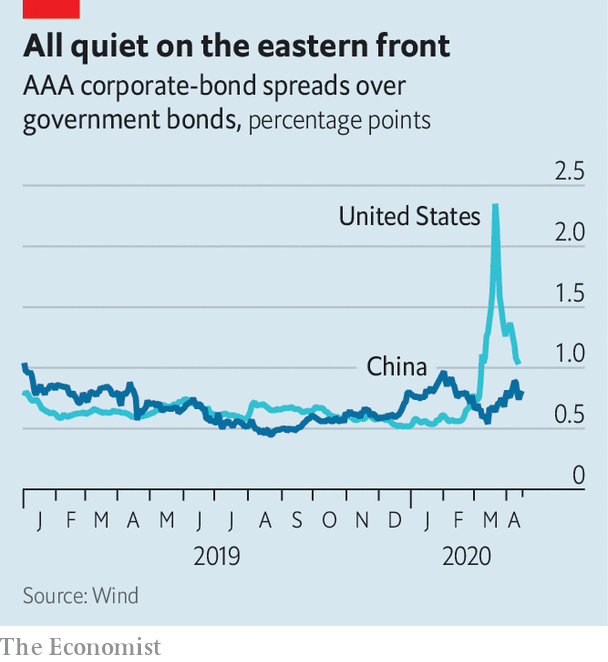 All quiet on the eastern front
AAA corporate-bond spreads over
government bonds, percentage points
2.5
United States
2.0
1.5
China
1.0
0.5
0
J F M A M J J A S O N D J F M A
2019 2020
Source: Wind
The Economist